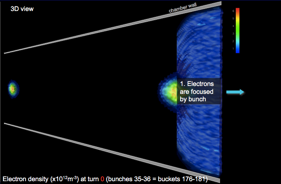 3D view
chamber wall
1. Electrons
are focused
by bunch
Electron density (x10¹²m⁻³) at turn 0 (bunches 35-36 = buckets 176-181)